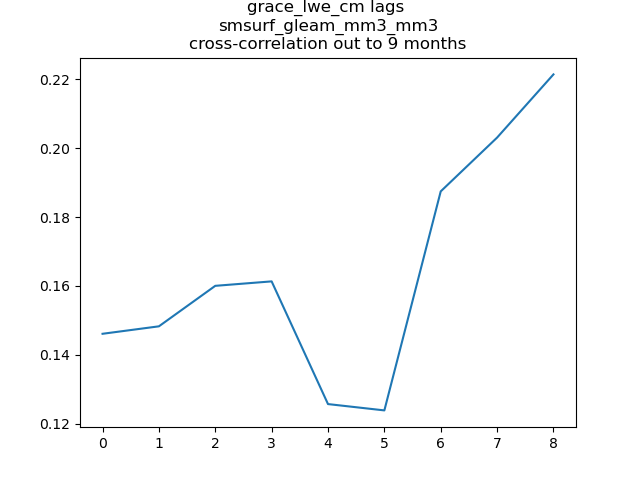 grace_lwe_cm lags
smsurf_gleam_mm3_mm3
cross-correlation out to 9 months
0.22
0.20
0.18
0.16
0.14
0.12
0 1 2 3 4 5 6 7 8